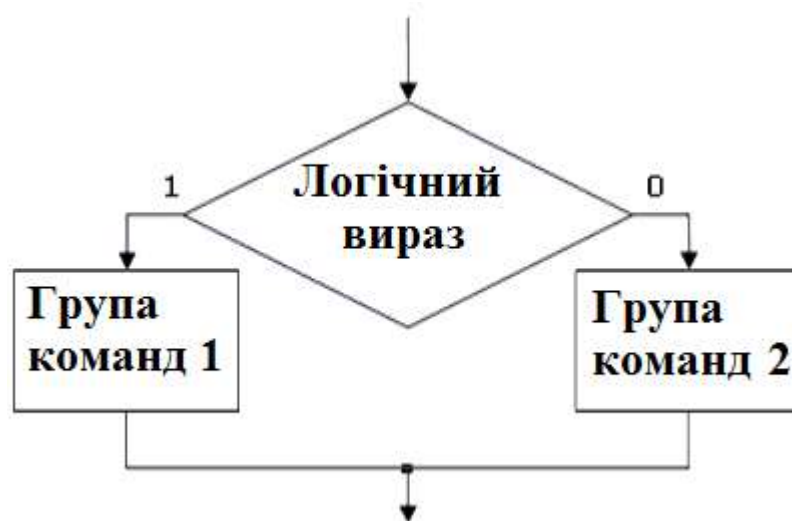 Логічний
вираз
1
0
Група
команд 1
Група
команд 2